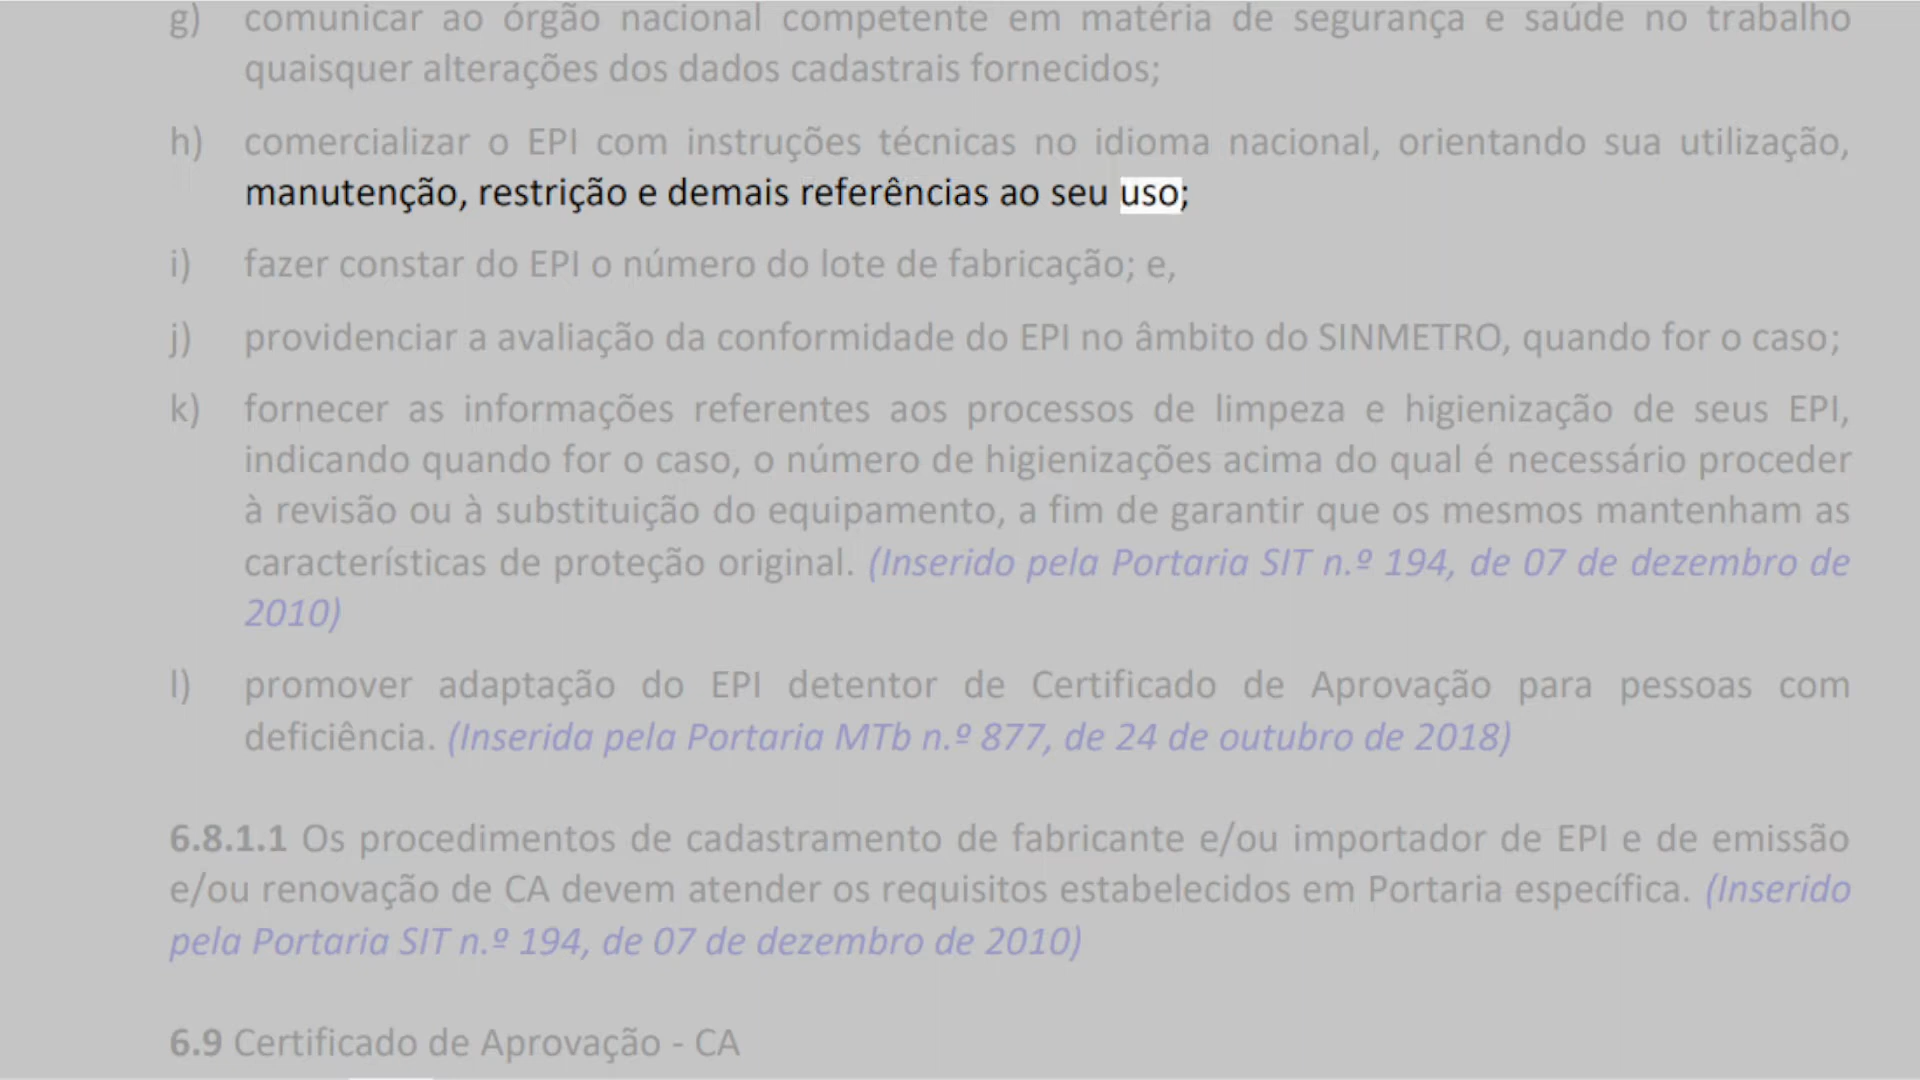 g) comunicar ao órgão nacional competente em matéria de segurança e saúde no trabalho
quaisquer alterações dos dados cadastrais fornecidos;
h) comercializar o EPI com instruções técnicas no idioma nacional, orientando sua utilização,
manutenção, restrição e demais referências ao seu uso;
i) fazer constar do EPI o número do lote de fabricação; e,
j) providenciar a avaliação da conformidade do EPI no âmbito do SINMETRO, quando for o caso;
k) fornecer as informações referentes aos processos de limpeza e higienização de seus EPI,
indicando quando for o caso, o número de higienizações acima do qual é necessário proceder
à revisão ou à substituição do equipamento, a fim de garantir que os mesmos mantenham as
características de proteção original. (Inserido pela Portaria SIT n.º 194, de 07 de dezembro de
2010)
l) promover adaptação do EPI detentor de Certificado de Aprovação para pessoas com
deficiência. (Inserida pela Portaria MTb n.º 877, de 24 de outubro de 2018)
6.8.1.1 Os procedimentos de cadastramento de fabricante e/ou importador de EPI e de emissão
e/ou renovação de CA devem atender os requisitos estabelecidos em Portaria específica. (Inserido
pela Portaria SIT n.º 194, de 07 de dezembro de 2010)
6.9 Certificado de Aprovação - CA